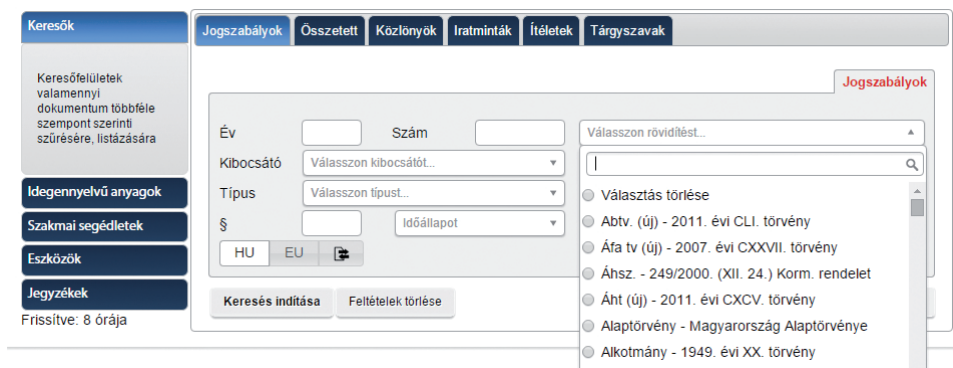 Keresők
Keresőfelületek
valamennyi
dokumentum többféle
szempont szerinti
szűrésére, listázására
Idegennyelvű anyagok
Szakmai segédletek
Eszközök
Jegyzékek
Frissítve: 8 órája
Jogszabályok Összetett Közlönyök Iratminták Ítéletek Tárgyszavak
Jogszabályok
Év Szám Válasszon rövidítést...
Kibocsátó Válasszon kibocsátót...
Típus Válasszon típust...
§ Időállapot
HU EU
Keresés indítása Feltételek törlése
Választás törlése
Abtv. (új) - 2011. évi CLI. törvény
Áfa tv (új) - 2007. évi CXXVII. törvény
Áhsz. - 249/2000. (XII. 24.) Korm. rendelet
Áht (új) - 2011. évi CXCV. törvény
Alaptörvény - Magyarország Alaptörvénye
Alkotmány - 1949. évi XX. törvény